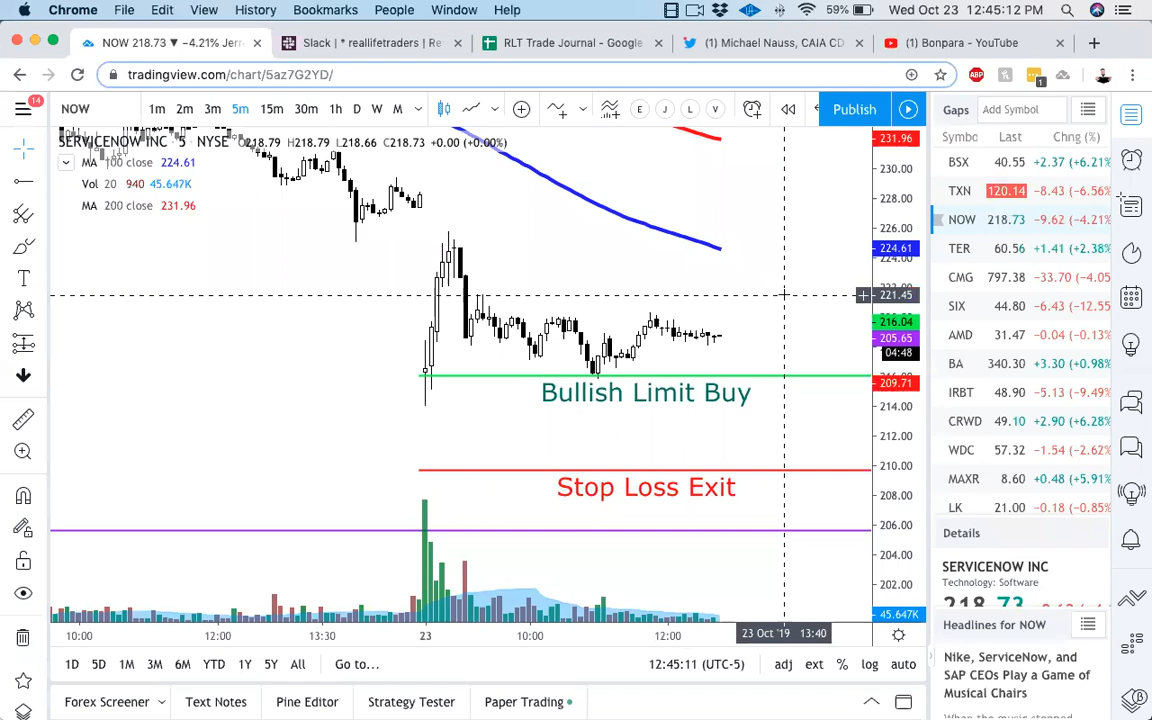 Chrome File Edit View History Bookmarks People Window Help 59% Wed Oct 23 12:45:12 PM
NOW 218.73 ▼ −4.21% Jerr
Slack | * reallifetraders | Re
RLT Trade Journal - Google
(1) Michael Nauss, CAIA CD
(1) Bonpara - YouTube
tradingview.com/chart/5az7G2YD/
ABP
1
14
NOW 1m 2m 3m 5m 15m 30m 1h D W M E J L V Publish
Gaps Add Symbol
SERVICENOW INC 5 NYSE O218.79 H218.79 L218.66 C218.73 +0.00 (+0.00%)
MA 100 close 224.61
Vol 20 940 45.647K
MA 200 close 231.96
231.96
230.00
228.00
226.00
224.61
224.00
221.45
216.04
205.65
04:48
209.71
214.00
212.00
210.00
208.00
206.00
204.00
202.00
45.647K
Bullish Limit Buy
Stop Loss Exit
10:00 12:00 13:30 23 10:00 12:00 23 Oct '19 13:40
Symbo Last Chng (%)
BSX 40.55 +2.37 (+6.21%
TXN 120.14 −8.43 (−6.56%
NOW 218.73 −9.62 (−4.21%
TER 60.56 +1.41 (+2.38%
CMG 797.38 −33.70 (−4.05
SIX 44.80 −6.43 (−12.55
AMD 31.47 −0.04 (−0.13%
BA 340.30 +3.30 (+0.98%
IRBT 48.90 −5.13 (−9.49%
CRWD 49.10 +2.90 (+6.28%
WDC 57.32 −1.54 (−2.62%
MAXR 8.60 +0.48 (+5.91%
LK 21.00 −0.18 (−0.85%
Details
SERVICENOW INC
Technology: Software
218.73
Headlines for NOW
Nike, ServiceNow, and
SAP CEOs Play a Game of
Musical Chairs
1D 5D 1M 3M 6M YTD 1Y 5Y All Go to... 12:45:11 (UTC-5) adj ext % log auto
Forex Screener Text Notes Pine Editor Strategy Tester Paper Trading